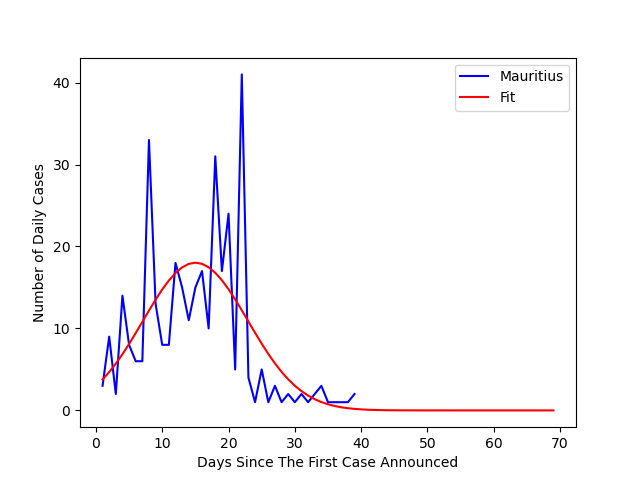 Mauritius
Fit
40
30
20
10
0
Number of Daily Cases
0 10 20 30 40 50 60 70
Days Since The First Case Announced